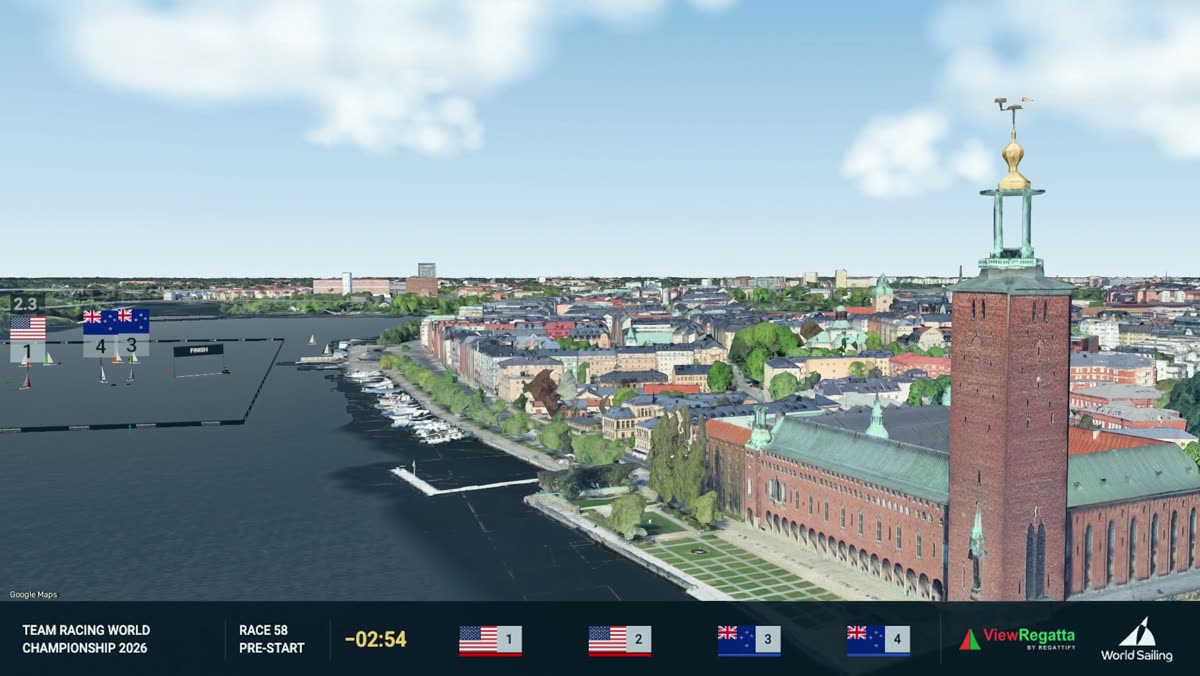 2.3
1
4
3
FINISH
Google Maps
TEAM RACING WORLD
CHAMPIONSHIP 2026
RACE 58
PRE-START
-02:54
1
2
3
4
ViewRegatta
BY REGATTIFY
World Sailing